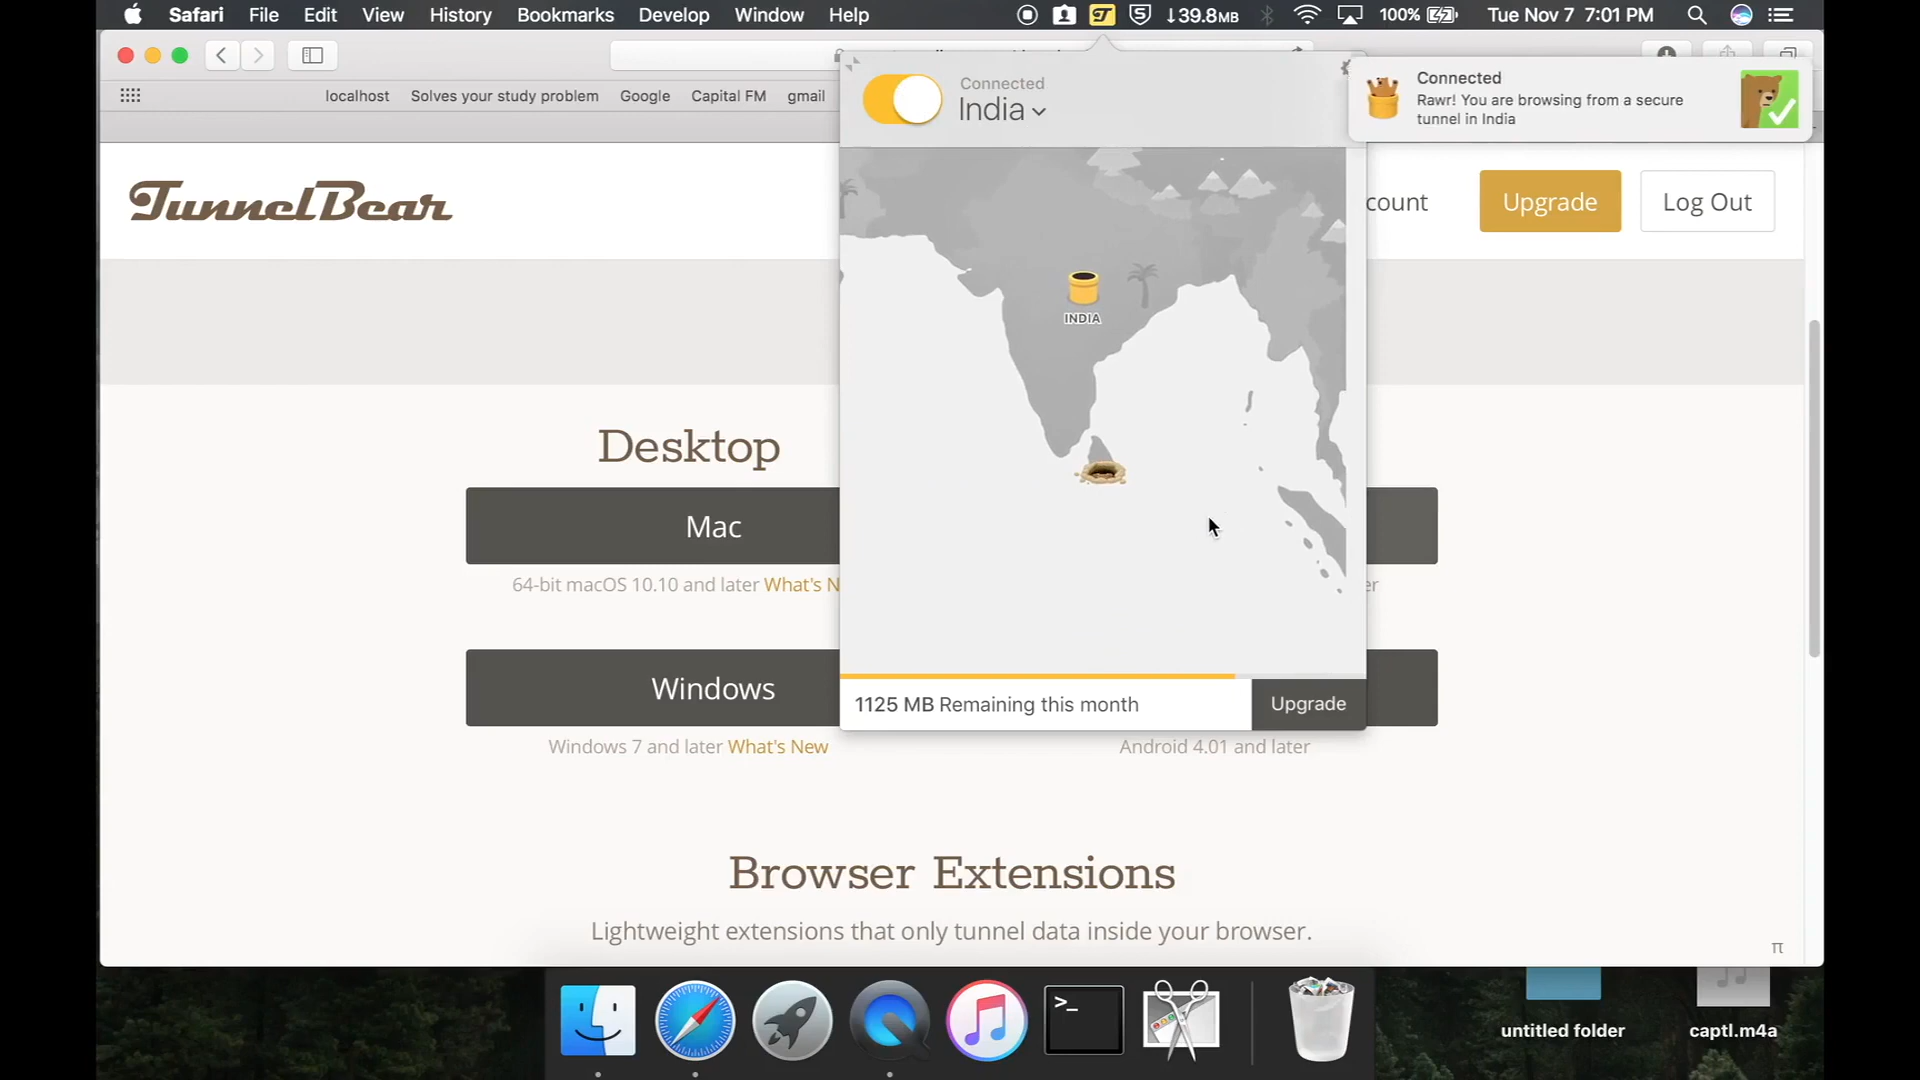 Safari File Edit View History Bookmarks Develop Window Help ↓39.8MB 100% Tue Nov 7 7:01 PM
localhost Solves your study problem Google Capital FM gmail
Connected
India
Connected
Rawr! You are browsing from a secure
tunnel in India
TunnelBear
count Upgrade Log Out
INDIA
Desktop
Mac
64-bit macOS 10.10 and later What's N
er
1125 MB Remaining this month Upgrade
Windows
Windows 7 and later What's New
Android 4.01 and later
Browser Extensions
Lightweight extensions that only tunnel data inside your browser.
π
untitled folder captl.m4a
>_